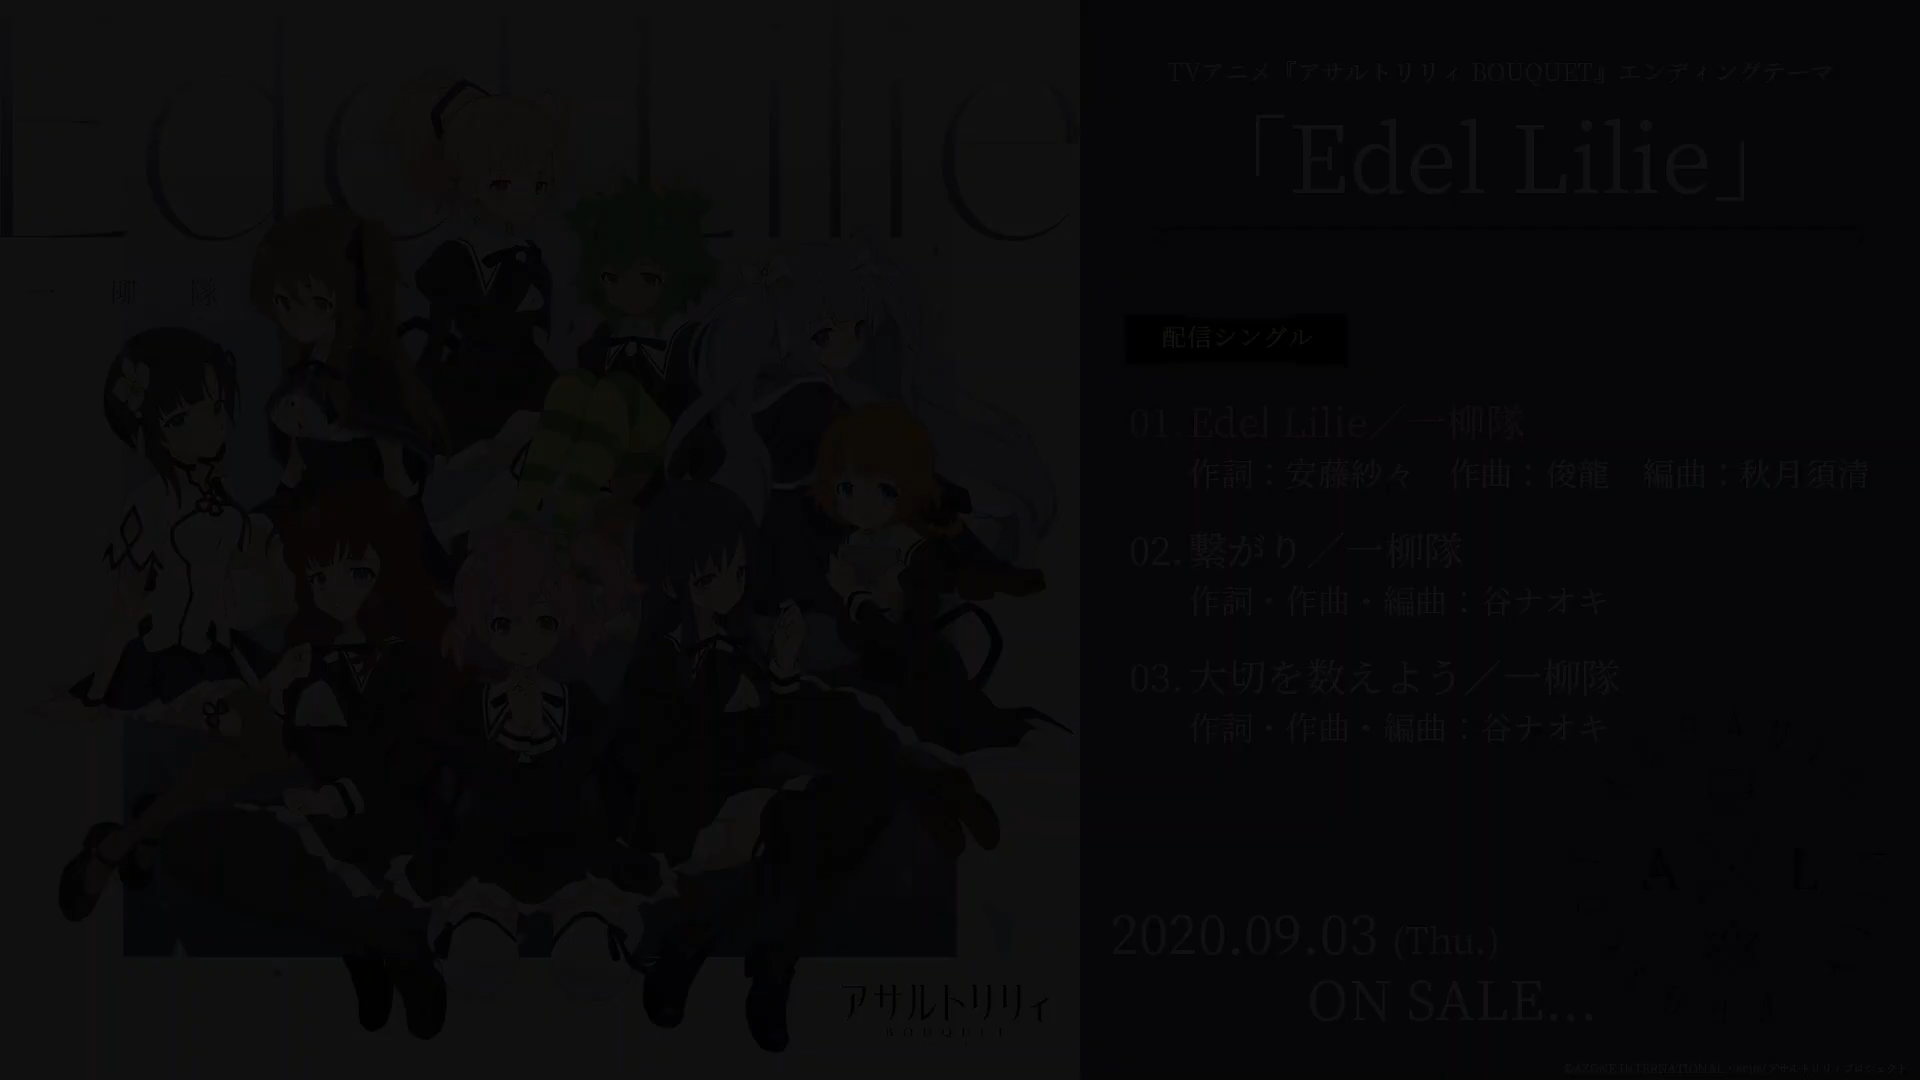 Edel Lilie
一柳隊
アサルトリリィ
BOUQUET
TVアニメ『アサルトリリィ BOUQUET』エンディングテーマ
「Edel Lilie」
配信シングル
01. Edel Lilie／一柳隊
作詞：安藤紗々　作曲：俊龍　編曲：秋月須清
02. 繋がり／一柳隊
作詞・作曲・編曲：谷ナオキ
03. 大切を数えよう／一柳隊
作詞・作曲・編曲：谷ナオキ
A L
2020.09.03 (Thu.)
ON SALE...